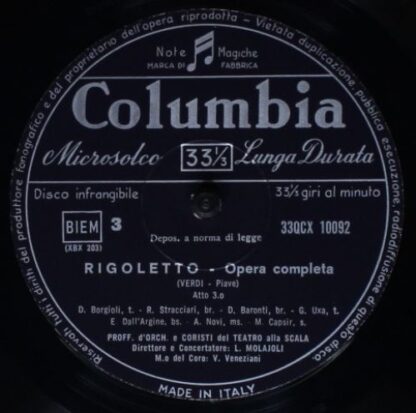 e del proprietario dell'opera riprodotta - Vietata duplicazione, pubblica esecuzione, radiodiffusione di questo disco.
Note Magiche
MARCA DI FABBRICA
Columbia
Microsolco 33⅓ Lunga Durata
Disco infrangibile 33⅓ giri al minuto
BIEM 3 33QCX 10092
(XBX 203)
Depos. a norma di legge
RIGOLETTO - Opera completa
(VERDI - Piave)
Atto 3.o
D. Borgioli, t. - R. Stracciari, br. - D. Baronti, br. - G. Uxa, t.
E Dall'Argine, bs. - A. Novi, ms. - M. Capsir, s.
PROFF. d'ORCH. e CORISTI del TEATRO alla SCALA
Direttore e Concertatore: L. MOLAJOLI
M.o del Coro: V. Veneziani
Riservati tutti i diritti del produttore fonografico
MADE IN ITALY